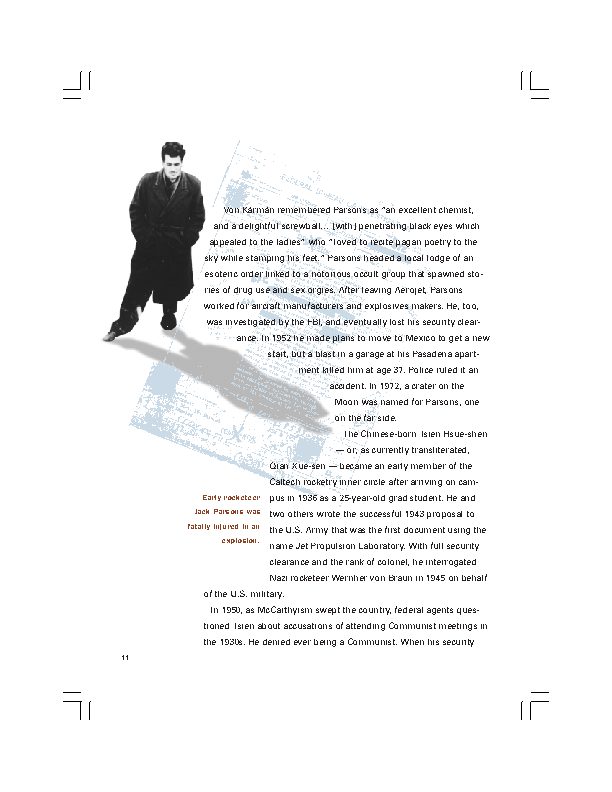 FEDERAL BUREAU
Von Kármán remembered Parsons as “an excellent chemist,
and a delightful screwball... [with] penetrating black eyes which
appealed to the ladies” who “loved to recite pagan poetry to the
sky while stamping his feet.” Parsons headed a local lodge of an
esoteric order linked to a notorious occult group that spawned sto-
ries of drug use and sex orgies. After leaving Aerojet, Parsons
worked for aircraft manufacturers and explosives makers. He, too,
was investigated by the FBI, and eventually lost his security clear-
ance. In 1952 he made plans to move to Mexico to get a new
start, but a blast in a garage at his Pasadena apart-
ment killed him at age 37. Police ruled it an
accident. In 1972, a crater on the
Moon was named for Parsons, one
on the far side.
The Chinese-born Tsien Hsue-shen
— or, as currently transliterated,
Qian Xue-sen — became an early member of the
Caltech rocketry inner circle after arriving on cam-
pus in 1936 as a 25-year-old grad student. He and
two others wrote the successful 1943 proposal to
the U.S. Army that was the first document using the
name Jet Propulsion Laboratory. With full security
clearance and the rank of colonel, he interrogated
Nazi rocketeer Wernher von Braun in 1945 on behalf
of the U.S. military.
In 1950, as McCarthyism swept the country, federal agents ques-
tioned Tsien about accusations of attending Communist meetings in
the 1930s. He denied ever being a Communist. When his security
Early rocketeer
Jack Parsons was
fatally injured in an
explosion.
11